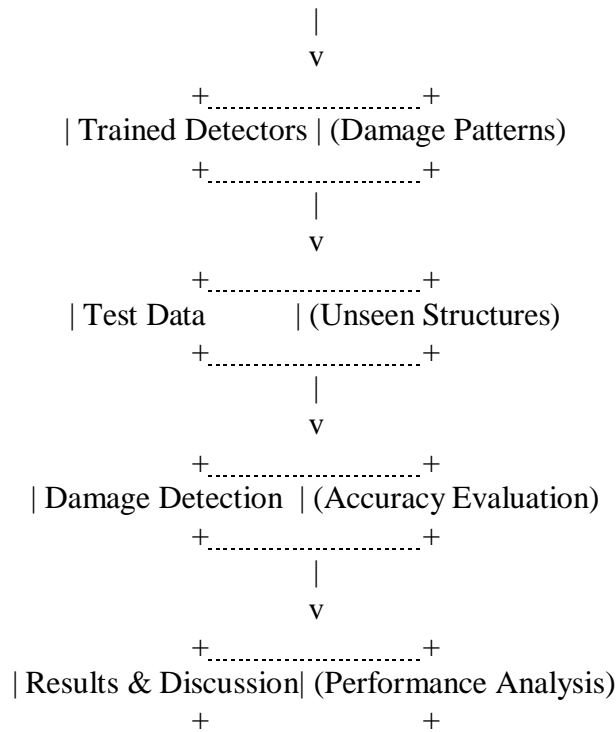 |
v
+---------------------+
| Trained Detectors | (Damage Patterns)
+---------------------+
|
v
+---------------------+
| Test Data | (Unseen Structures)
+---------------------+
|
v
+---------------------+
| Damage Detection | (Accuracy Evaluation)
+---------------------+
|
v
+---------------------+
| Results & Discussion| (Performance Analysis)
+ +